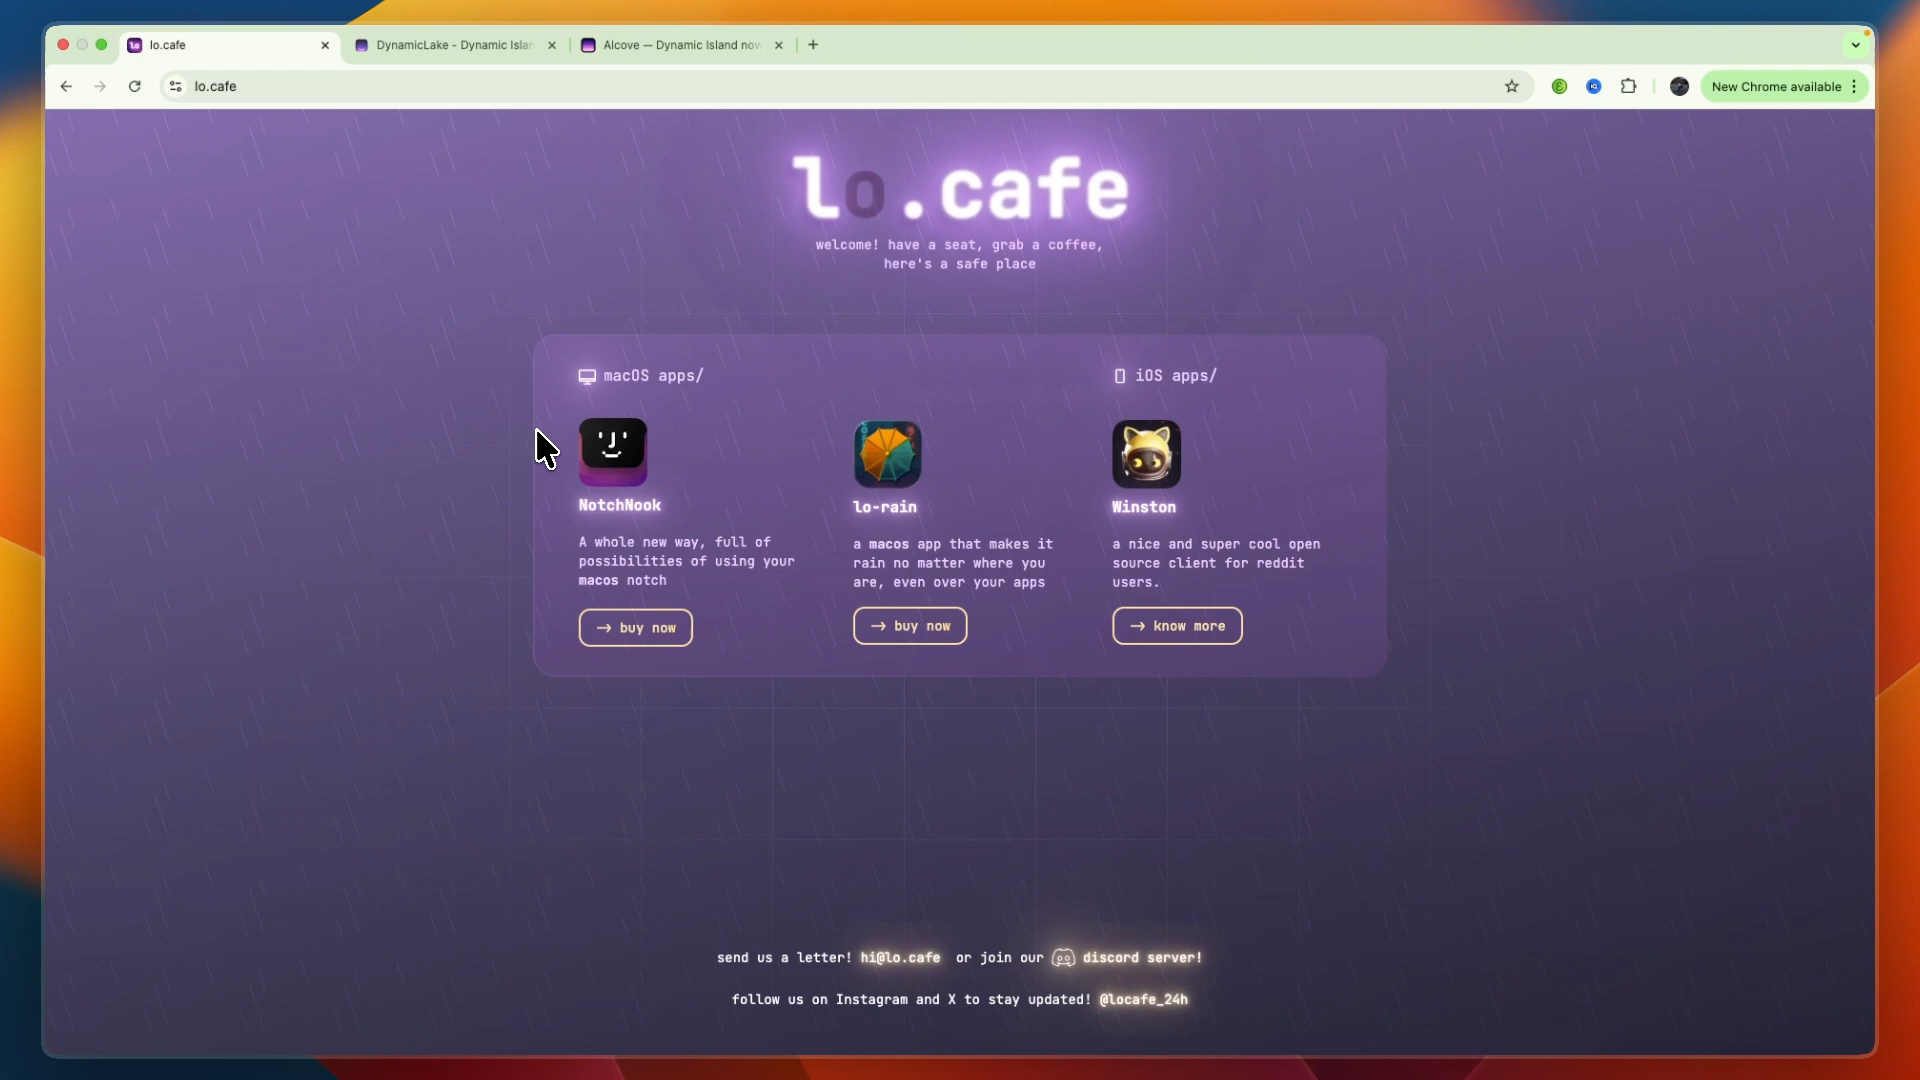 lo.cafe
DynamicLake - Dynamic Islan
Alcove — Dynamic Island now
lo.cafe
New Chrome available
lo.cafe
welcome! have a seat, grab a coffee,
here's a safe place
macOS apps/
NotchNook
A whole new way, full of
possibilities of using your
macos notch
→ buy now
lo-rain
a macos app that makes it
rain no matter where you
are, even over your apps
→ buy now
iOS apps/
Winston
a nice and super cool open
source client for reddit
users.
→ know more
send us a letter! hi@lo.cafe or join our discord server!
follow us on Instagram and X to stay updated! @locafe_24h